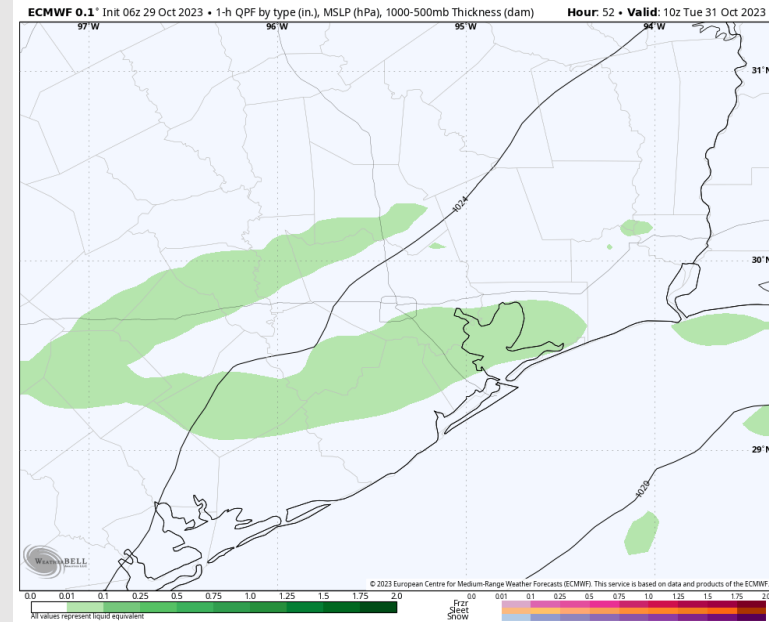 ECMWF 0.1° Init 06z 29 Oct 2023 • 1-h QPF by type (in.), MSLP (hPa), 1000-500mb Thickness (dam) Hour: 52 • Valid: 10z Tue 31 Oct 2023
97°W 96°W 95°W 94°W
31°N
1024
30°N
29°N
1020
WEATHERBELL
© 2023 European Centre for Medium-Range Weather Forecasts (ECMWF). This service is based on data and products of the ECMWF.
0.0 0.01 0.1 0.25 0.5 0.75 1.0 1.25 1.5 1.75 2.0
All values represent liquid equivalent
0.0 0.01 0.1 0.25 0.5 0.75 1.0 1.25 1.5 1.75 2.0
Frzr
Sleet
Snow